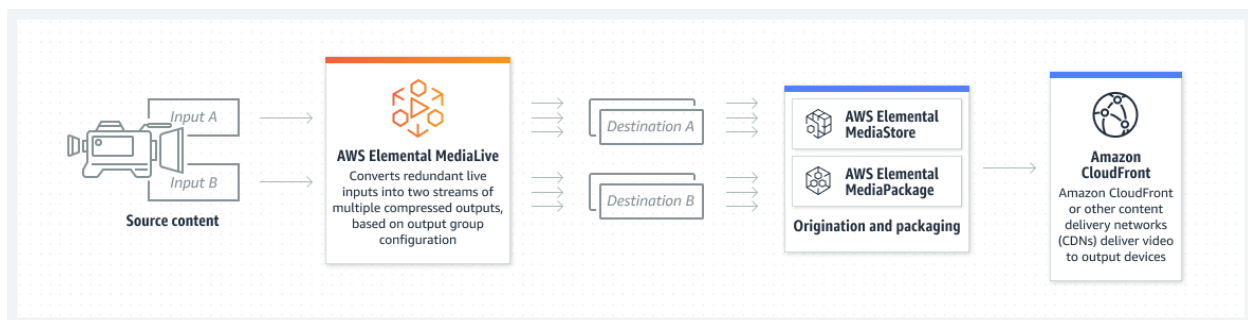 Input A
Input B
Source content
AWS Elemental MediaLive
Converts redundant live
inputs into two streams of
multiple compressed outputs,
based on output group
configuration
Destination A
Destination B
AWS Elemental
MediaStore
AWS Elemental
MediaPackage
Origination and packaging
Amazon
CloudFront
Amazon CloudFront
or other content
delivery networks
(CDNs) deliver video
to output devices